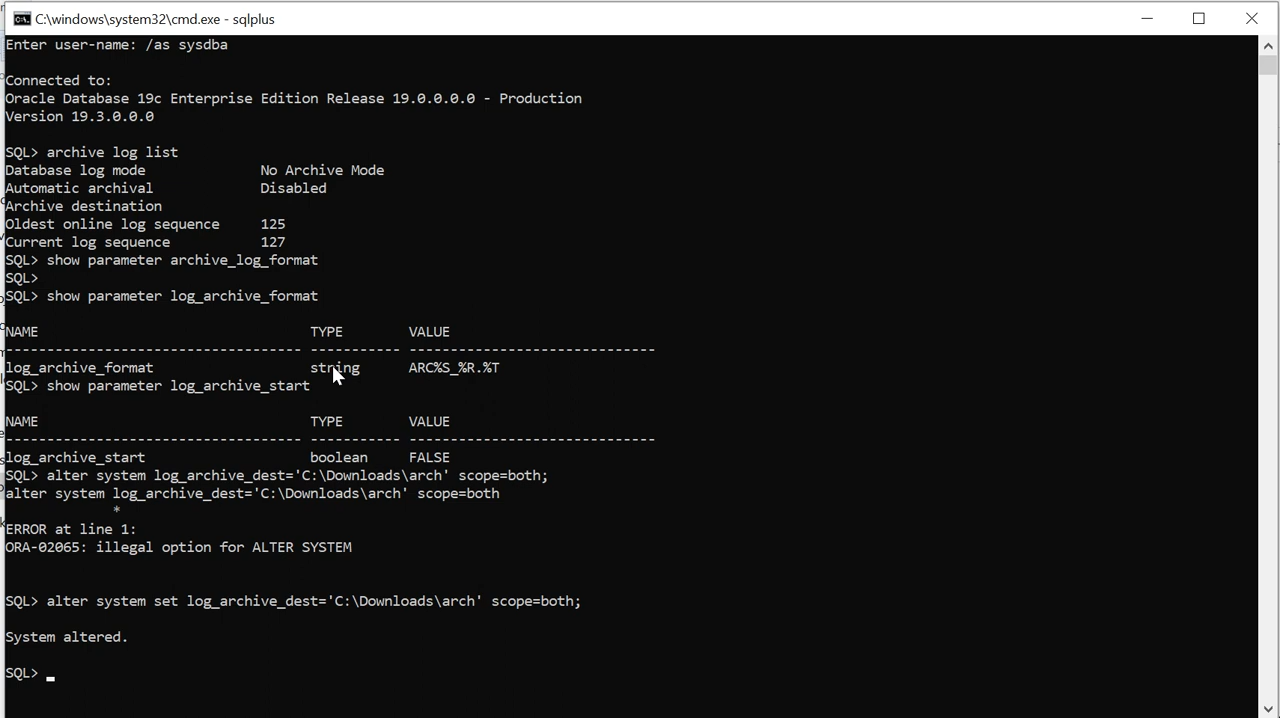 C:\windows\system32\cmd.exe - sqlplus
Enter user-name: /as sysdba
Connected to:
Oracle Database 19c Enterprise Edition Release 19.0.0.0.0 - Production
Version 19.3.0.0.0
SQL> archive log list
Database log mode              No Archive Mode
Automatic archival             Disabled
Archive destination
Oldest online log sequence     125
Current log sequence           127
SQL> show parameter archive_log_format
SQL>
SQL> show parameter log_archive_format
NAME                                 TYPE        VALUE
------------------------------------ ----------- ------------------------------
log_archive_format                   string      ARC%S_%R.%T
SQL> show parameter log_archive_start
NAME                                 TYPE        VALUE
------------------------------------ ----------- ------------------------------
log_archive_start                    boolean     FALSE
SQL> alter system log_archive_dest='C:\Downloads\arch' scope=both;
alter system log_archive_dest='C:\Downloads\arch' scope=both
             *
ERROR at line 1:
ORA-02065: illegal option for ALTER SYSTEM
SQL> alter system set log_archive_dest='C:\Downloads\arch' scope=both;
System altered.
SQL>